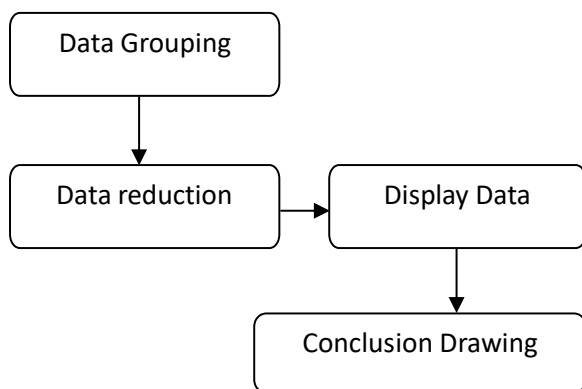 Data Grouping
Data reduction
Display Data
Conclusion Drawing